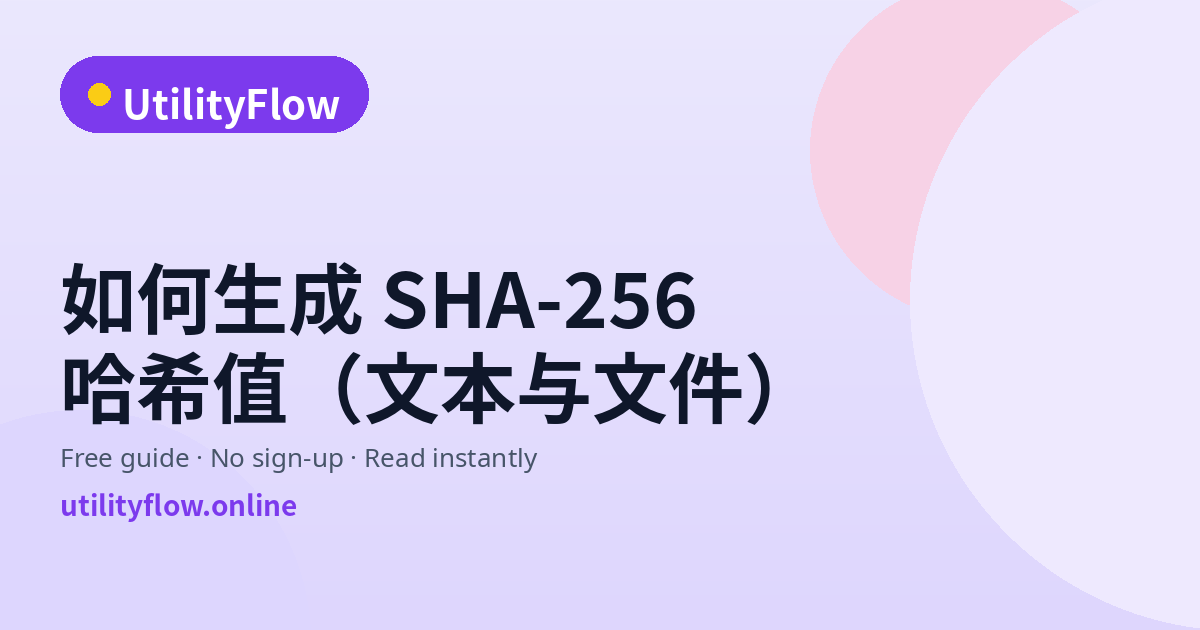 UtilityFlow
如何生成 SHA-256
哈希值（文本与文件）
Free guide · No sign-up · Read instantly
utilityflow.online